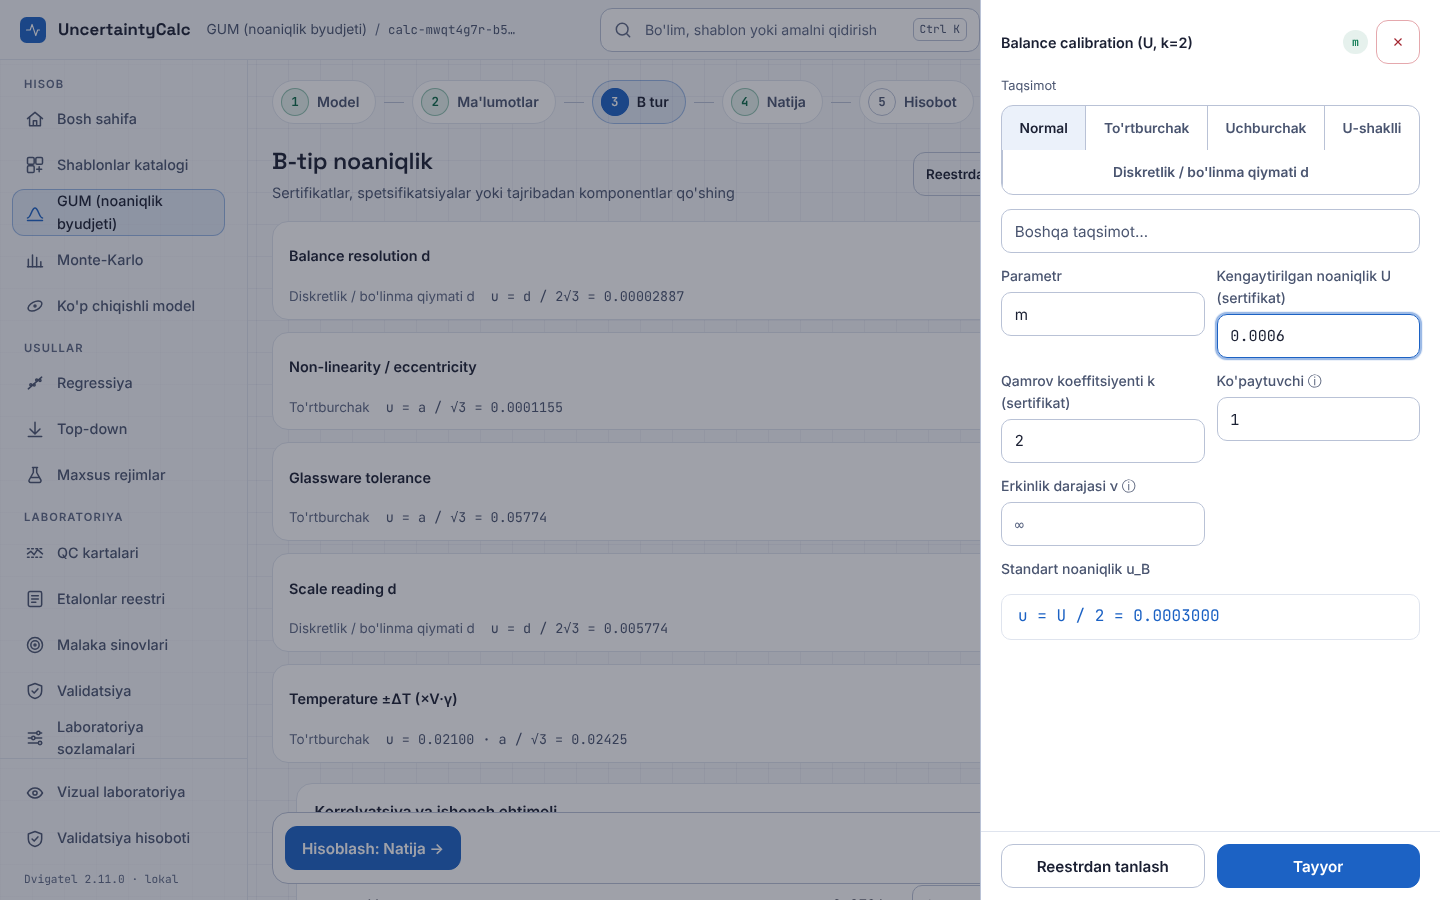 UncertaintyCalc
GUM (noaniqlik byudjeti) / calc-mwqt4g7r-b5…
Bo'lim, shablon yoki amalni qidirish
Ctrl K
HISOB
Bosh sahifa
Shablonlar katalogi
GUM (noaniqlik
byudjeti)
Monte-Karlo
Ko'p chiqishli model
USULLAR
Regressiya
Top-down
Maxsus rejimlar
LABORATORIYA
QC kartalari
Etalonlar reestri
Malaka sinovlari
Validatsiya
Laboratoriya
sozlamalari
Vizual laboratoriya
Validatsiya hisoboti
Dvigatel 2.11.0 · lokal
1 Model
2 Ma'lumotlar
3 B tur
4 Natija
5 Hisobot
B-tip noaniqlik
Sertifikatlar, spetsifikatsiyalar yoki tajribadan komponentlar qo'shing
Balance resolution d
Diskretlik / bo'linma qiymati d u = d / 2√3 = 0.00002887
Non-linearity / eccentricity
To'rtburchak u = a / √3 = 0.0001155
Glassware tolerance
To'rtburchak u = a / √3 = 0.05774
Scale reading d
Diskretlik / bo'linma qiymati d u = d / 2√3 = 0.005774
Temperature ±ΔT (×V·γ)
To'rtburchak u = 0.02100 · a / √3 = 0.02425
Hisoblash: Natija →
Balance calibration (U, k=2)
m
×
Taqsimot
Normal
To'rtburchak
Uchburchak
U-shaklli
Diskretlik / bo'linma qiymati d
Boshqa taqsimot…
Parametr
m
Kengaytirilgan noaniqlik U
(sertifikat)
0.0006
Qamrov koeffitsiyenti k
(sertifikat)
2
Ko'paytuvchi ⓘ
1
Erkinlik darajasi ν ⓘ
∞
Standart noaniqlik u_B
u = U / 2 = 0.0003000
Reestrdan tanlash
Tayyor